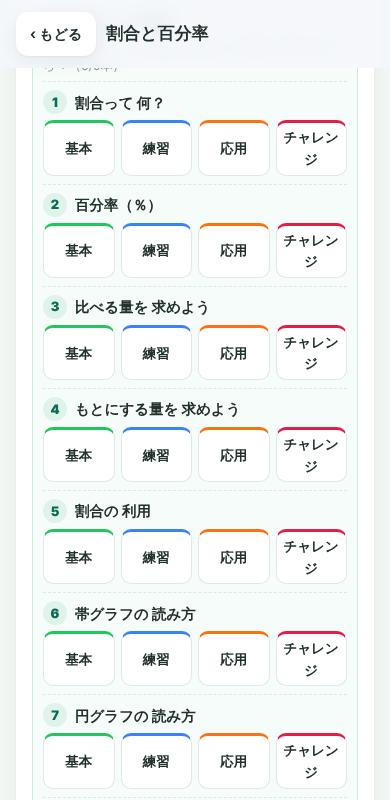 ‹ もどる
割合と百分率
1 割合って 何？
基本
練習
応用
チャレン
ジ
2 百分率（％）
基本
練習
応用
チャレン
ジ
3 比べる量を 求めよう
基本
練習
応用
チャレン
ジ
4 もとにする量を 求めよう
基本
練習
応用
チャレン
ジ
5 割合の 利用
基本
練習
応用
チャレン
ジ
6 帯グラフの 読み方
基本
練習
応用
チャレン
ジ
7 円グラフの 読み方
基本
練習
応用
チャレン
ジ